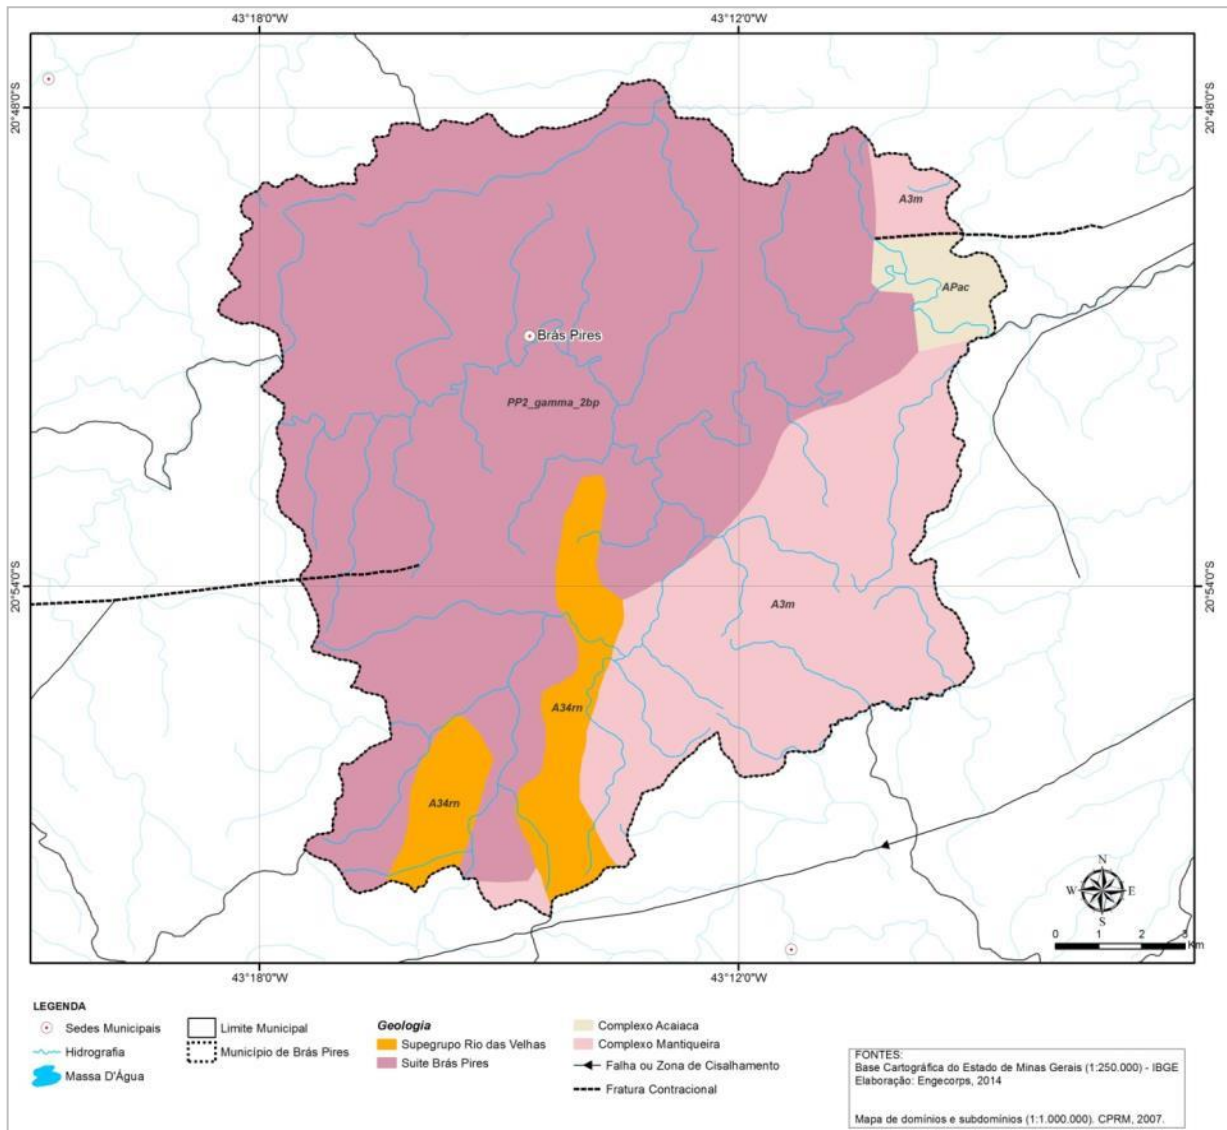 43°18'0"W
43°12'0"W
20°48'0"S
20°48'0"S
A3m
APac
Brás Pires
PP2_gamma_2bp
20°54'0"S
20°54'0"S
A3m
A34rn
A34rn
N
W
E
S
0 1 2 3
Km
43°18'0"W
43°12'0"W
LEGENDA
Sedes Municipais
Hidrografia
Massa D'Água
Limite Municipal
Município de Brás Pires
Geologia
Supegrupo Rio das Velhas
Suite Brás Pires
Complexo Acaiaca
Complexo Mantiqueira
Falha ou Zona de Cisalhamento
Fratura Contracional
FONTES:
Base Cartográfica do Estado de Minas Gerais (1:250.000) - IBGE
Elaboração: Engecorps, 2014
Mapa de domínios e subdomínios (1:1.000.000). CPRM, 2007.